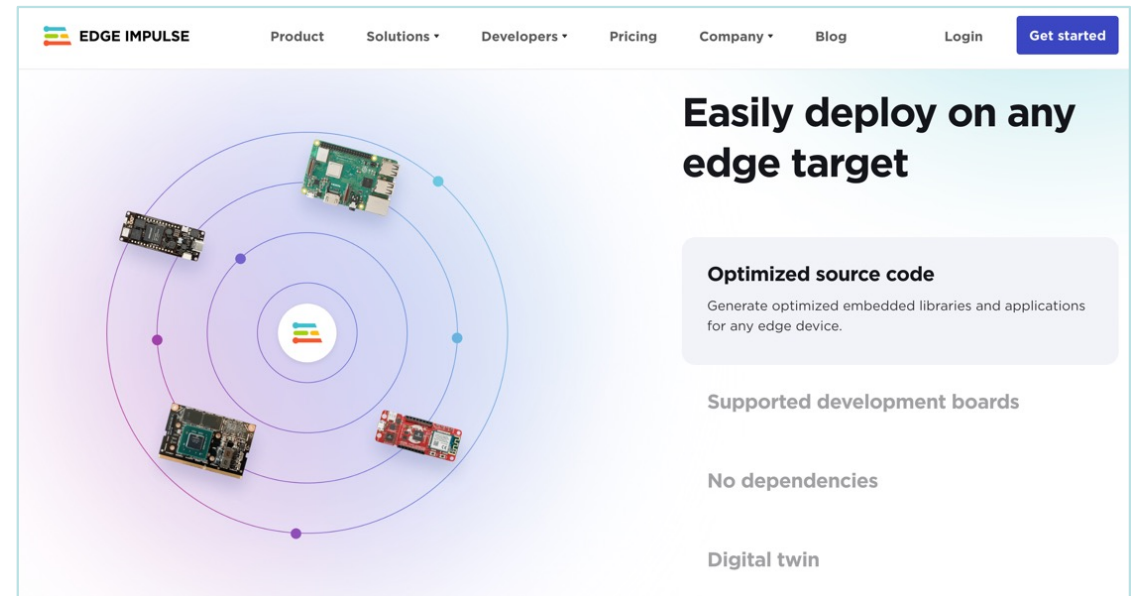 EDGE IMPULSE
Product
Solutions
Developers
Pricing
Company
Blog
Login
Get started
Easily deploy on any
edge target
Optimized source code
Generate optimized embedded libraries and applications
for any edge device.
Supported development boards
No dependencies
Digital twin